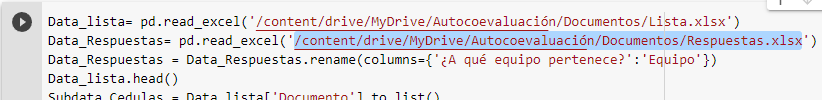 Data_lista= pd.read_excel('/content/drive/MyDrive/Autocoevaluación/Documentos/Lista.xlsx')
Data_Respuestas= pd.read_excel('/content/drive/MyDrive/Autocoevaluación/Documentos/Respuestas.xlsx')
Data_Respuestas = Data_Respuestas.rename(columns={'¿A qué equipo pertenece?':'Equipo'})
Data_lista.head()
Subdata_Cedulas = Data_lista['Documento'].to_list()